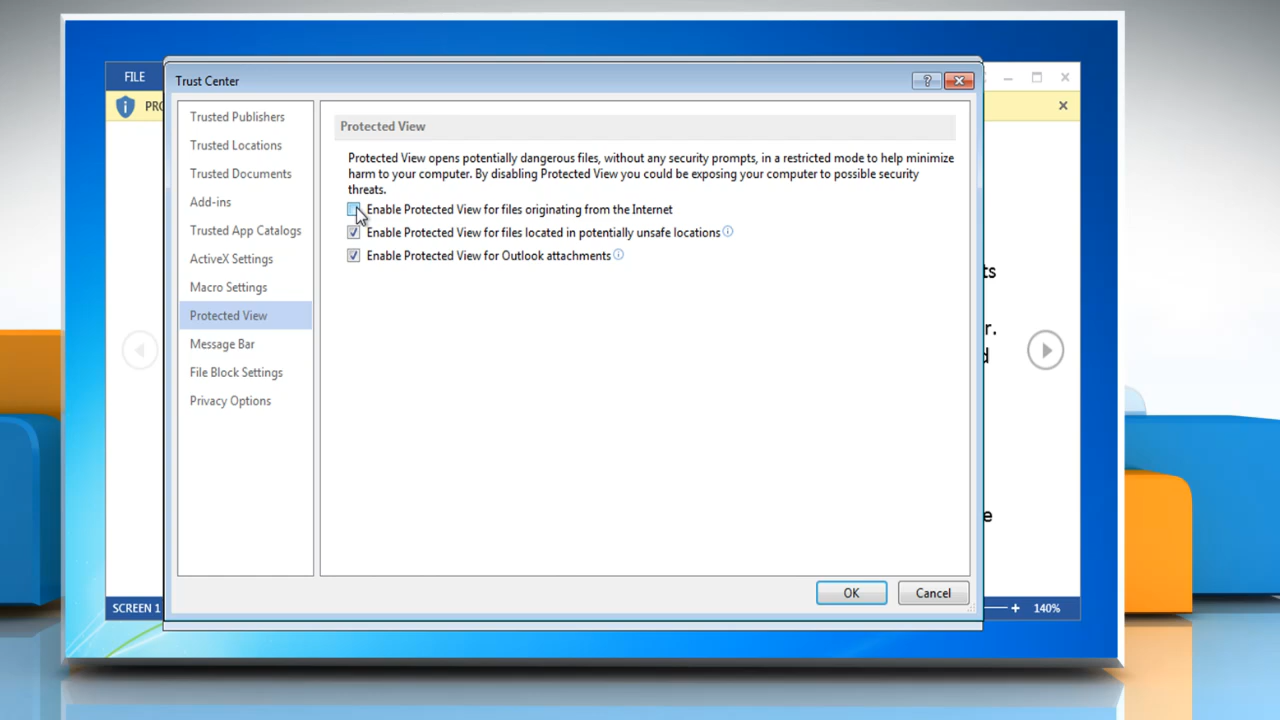 FILE
Trust Center
PRO
Trusted Publishers
Trusted Locations
Trusted Documents
Add-ins
Trusted App Catalogs
ActiveX Settings
Macro Settings
Protected View
Message Bar
File Block Settings
Privacy Options
Protected View
Protected View opens potentially dangerous files, without any security prompts, in a restricted mode to help minimize
harm to your computer. By disabling Protected View you could be exposing your computer to possible security
threats.
Enable Protected View for files originating from the Internet
Enable Protected View for files located in potentially unsafe locations
Enable Protected View for Outlook attachments
ts
r.
d
e
OK
Cancel
SCREEN 1
140%